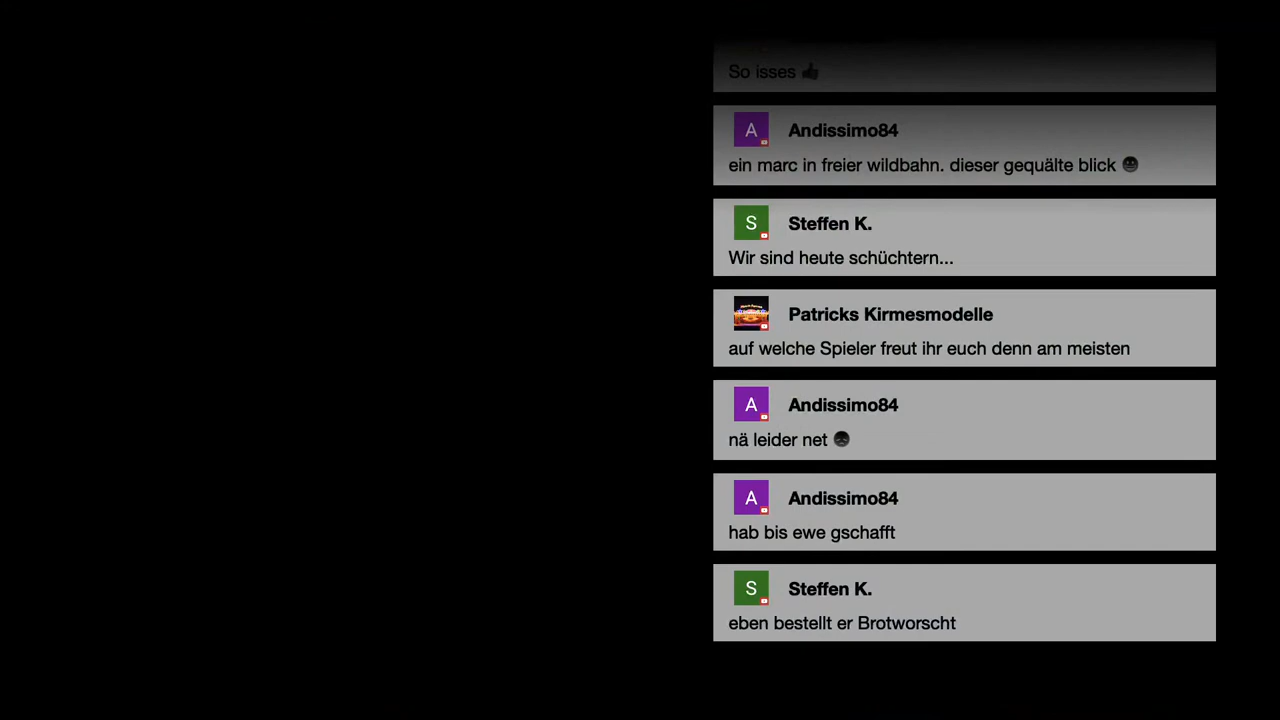 So isses 👍
A Andissimo84
ein marc in freier wildbahn. dieser gequälte blick 😀
S Steffen K.
Wir sind heute schüchtern...
Patricks Kirmesmodelle
auf welche Spieler freut ihr euch denn am meisten
A Andissimo84
nä leider net 😞
A Andissimo84
hab bis ewe gschafft
S Steffen K.
eben bestellt er Brotworscht